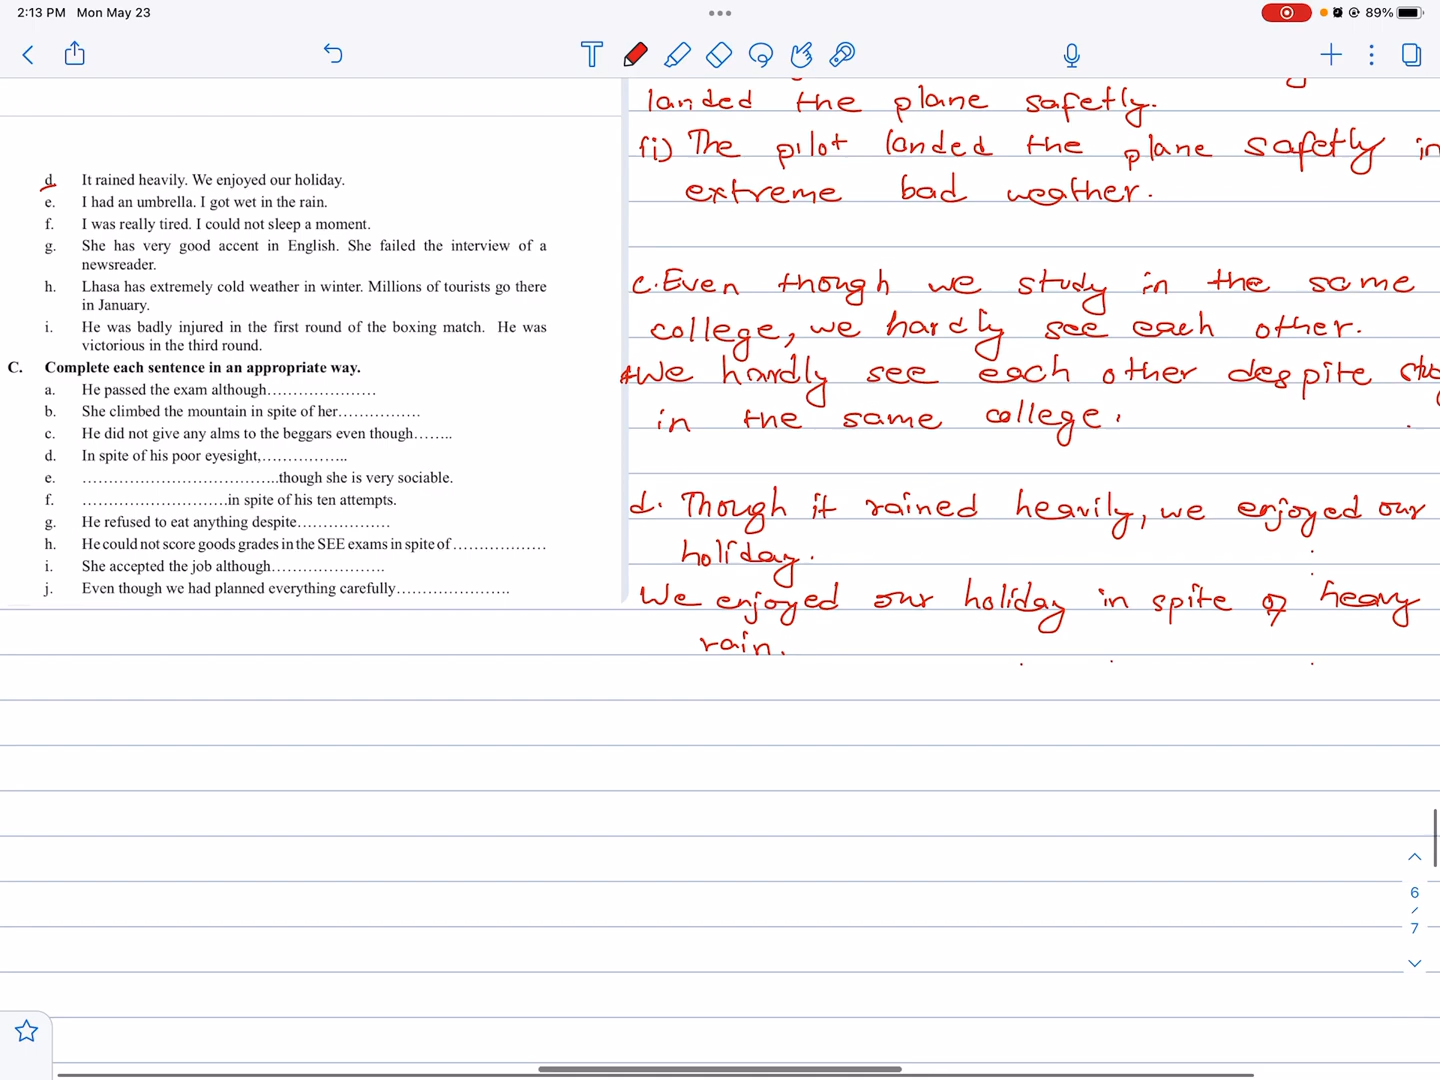 2:13 PM Mon May 23
89%
d. It rained heavily. We enjoyed our holiday.
e. I had an umbrella. I got wet in the rain.
f. I was really tired. I could not sleep a moment.
g. She has very good accent in English. She failed the interview of a
newsreader.
h. Lhasa has extremely cold weather in winter. Millions of tourists go there
in January.
i. He was badly injured in the first round of the boxing match. He was
victorious in the third round.
C. Complete each sentence in an appropriate way.
a. He passed the exam although…………………
b. She climbed the mountain in spite of her……………
c. He did not give any alms to the beggars even though……..
d. In spite of his poor eyesight,……………..
e. ………………………………..though she is very sociable.
f. ………………………in spite of his ten attempts.
g. He refused to eat anything despite………………
h. He could not score goods grades in the SEE exams in spite of………………
i. She accepted the job although………………….
j. Even though we had planned everything carefully………………….
landed the plane safetly.
(i) The pilot landed the plane safetly in
extreme bad weather.
c. Even though we study in the same
college, we hardly see each other.
We hardly see each other despite
in the same college.
d. Though it rained heavily, we enjoyed our
holiday.
We enjoyed our holiday in spite of heavy
rain.
6
/
7